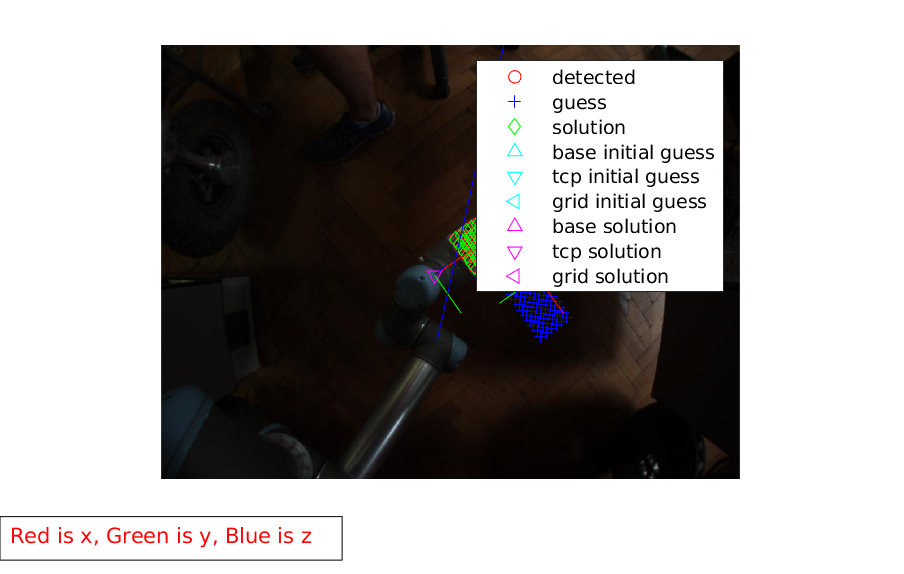 detected
guess
solution
base initial guess
tcp initial guess
grid initial guess
base solution
tcp solution
grid solution
Red is x, Green is y, Blue is z